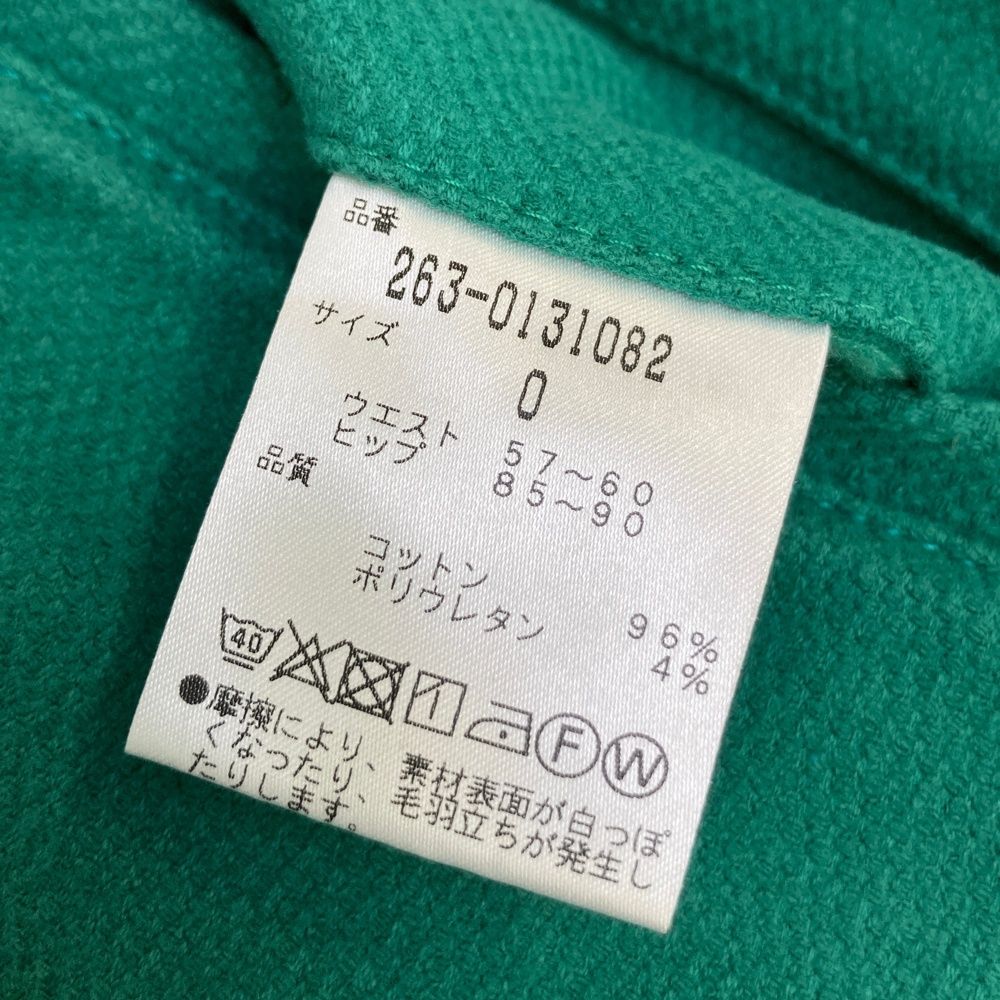 品番
263-0131082
サイズ
0
ウエスト 57〜60
ヒップ 85〜90
品質
コットン 96%
ポリウレタン 4%
40
F W
●摩擦により、素材表面が白っぽ
くなったり、毛羽立ちが発生し
たりします。